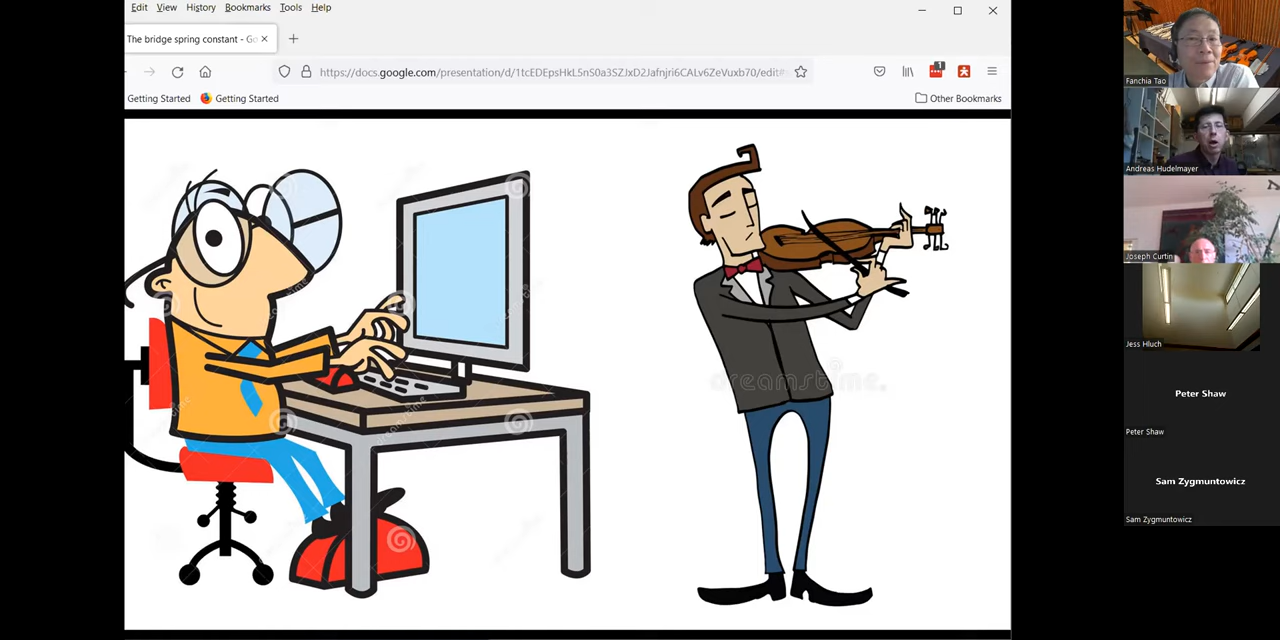 Edit View History Bookmarks Tools Help
The bridge spring constant - Go
https://docs.google.com/presentation/d/1tcEDEpsHkL5nS0a3SZJxD2Jafnjri6CALv6ZeVuxb70/edit#
1
Getting Started Getting Started Other Bookmarks
dreamstime.
Fanchia Tao
Andreas Hudelmayer
Joseph Curtin
Jess Hluch
Peter Shaw
Peter Shaw
Sam Zygmuntowicz
Sam Zygmuntowicz